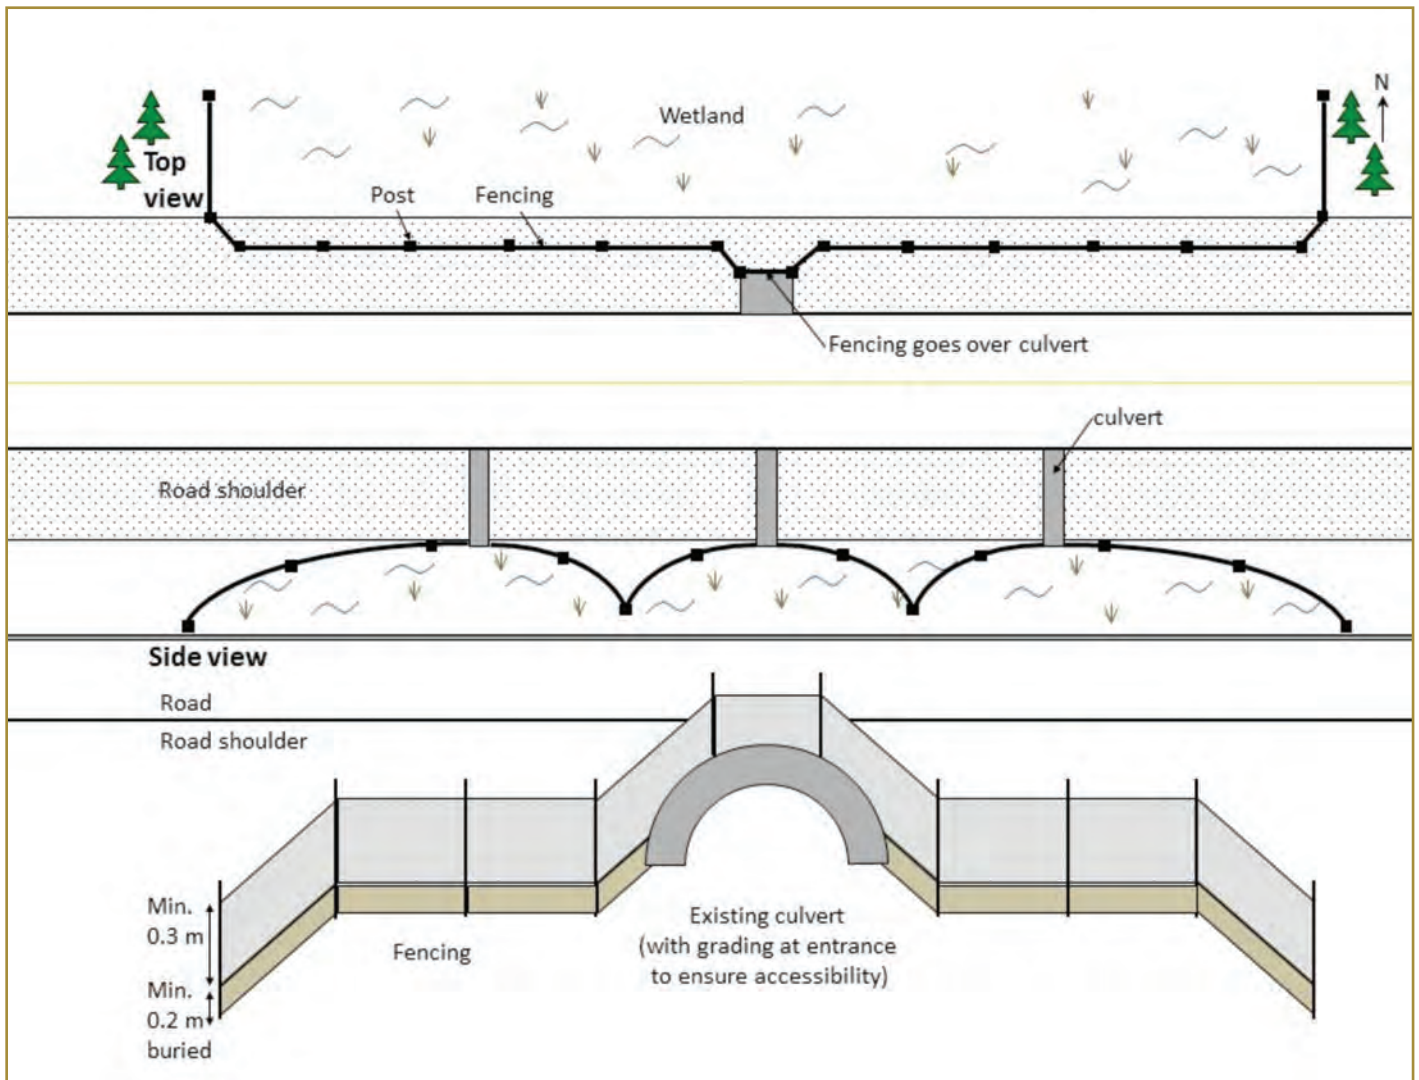 N
Wetland
Top
view
Post
Fencing
Fencing goes over culvert
culvert
Road shoulder
Side view
Road
Road shoulder
Min.
0.3 m
Fencing
Existing culvert
(with grading at entrance
to ensure accessibility)
Min.
0.2 m
buried